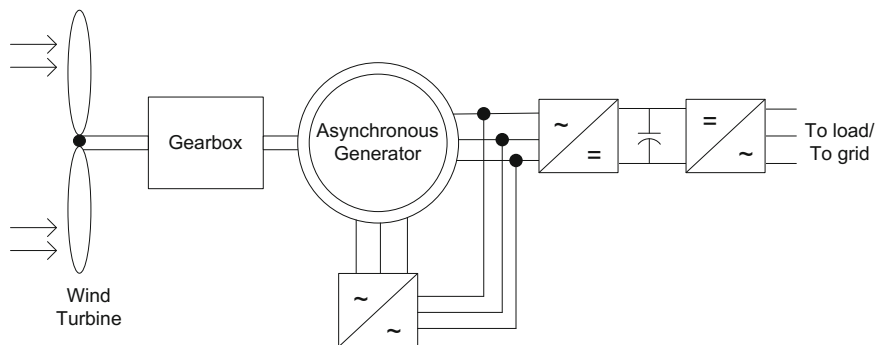 Gearbox
Asynchronous
Generator
~
=
=
~
To load/
To grid
~
~
Wind
Turbine